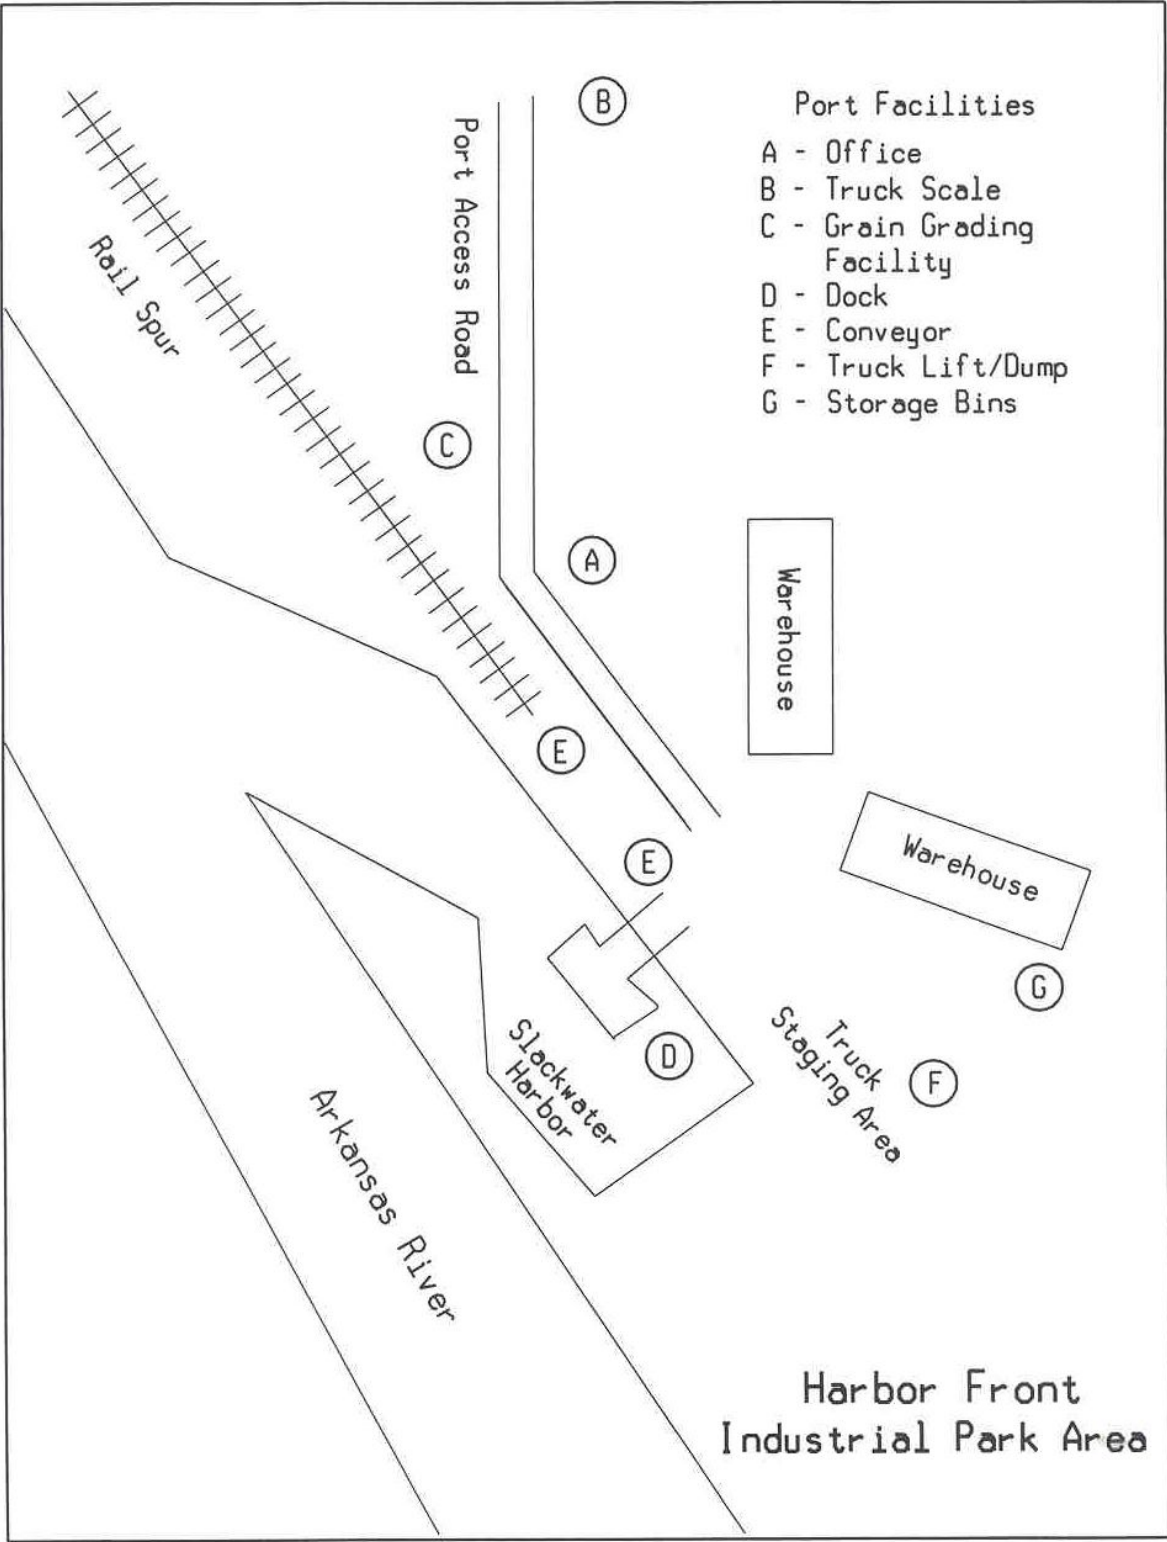 B
Port Facilities
A - Office
B - Truck Scale
C - Grain Grading
Facility
D - Dock
E - Conveyor
F - Truck Lift/Dump
G - Storage Bins
Port Access Road
Rail Spur
C
A
Warehouse
E
E
Warehouse
G
D
Slackwater
Harbor
Truck
Staging Area
F
Arkansas River
Harbor Front
Industrial Park Area